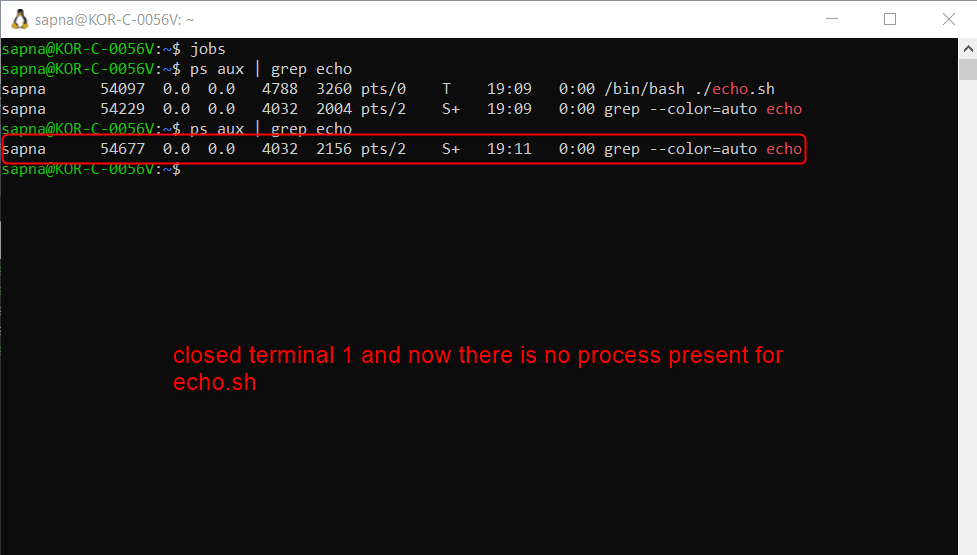 sapna@KOR-C-0056V: ~
sapna@KOR-C-0056V:~$ jobs
sapna@KOR-C-0056V:~$ ps aux | grep echo
sapna      54097  0.0  0.0   4788  3260 pts/0    T    19:09   0:00 /bin/bash ./echo.sh
sapna      54229  0.0  0.0   4032  2004 pts/2    S+   19:09   0:00 grep --color=auto echo
sapna@KOR-C-0056V:~$ ps aux | grep echo
sapna      54677  0.0  0.0   4032  2156 pts/2    S+   19:11   0:00 grep --color=auto echo
sapna@KOR-C-0056V:~$
closed terminal 1 and now there is no process present for
echo.sh